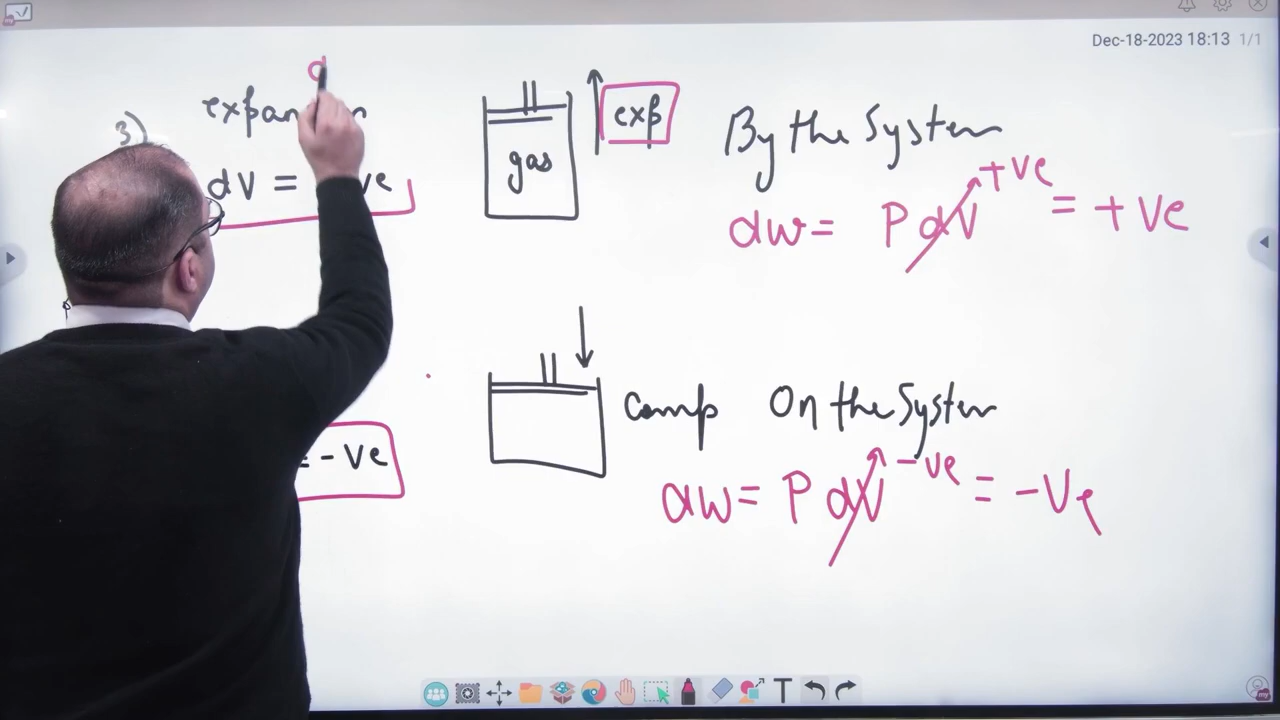 Dec-18-2023 18:13 1/1
3)
dV = ve
gas
exp
By the System
dw = P dV +ve = + ve
= - ve
Comp On the System
dw = P dV -ve = -ve
T